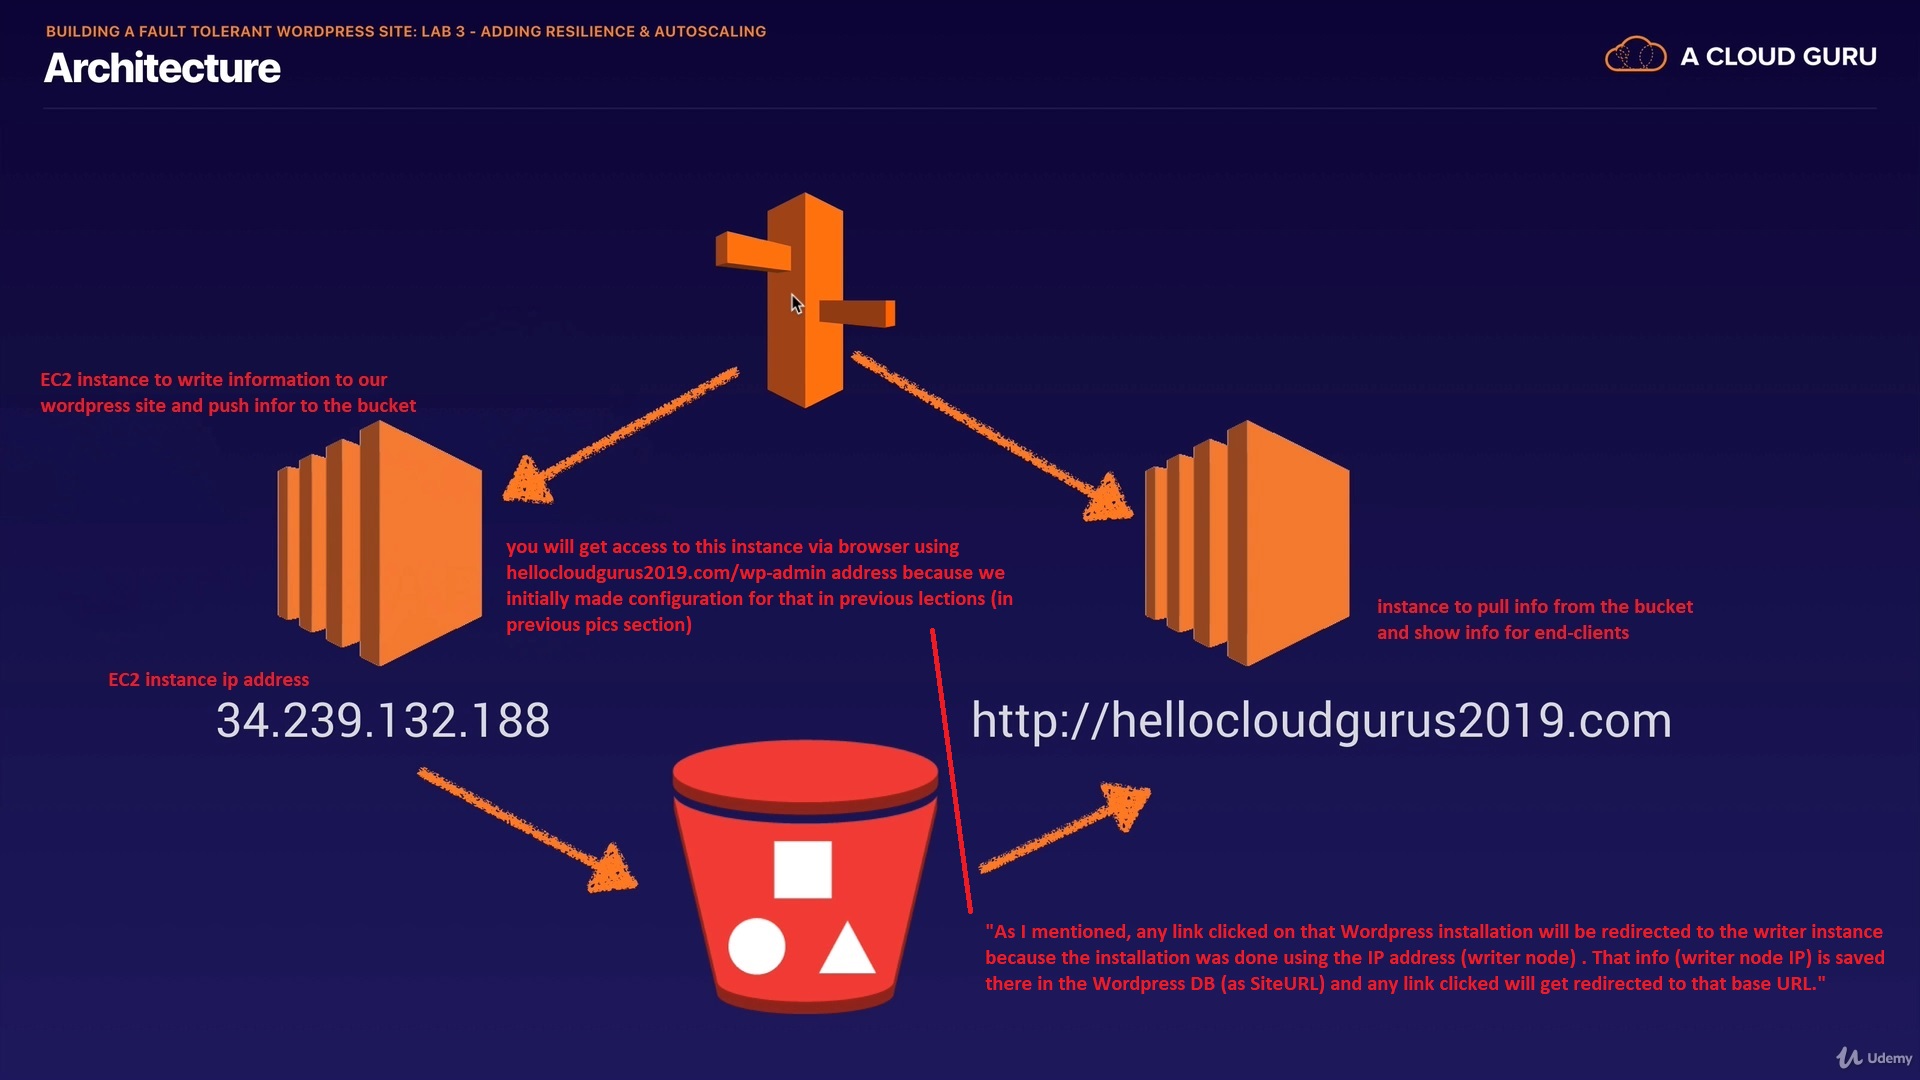 BUILDING A FAULT TOLERANT WORDPRESS SITE: LAB 3 - ADDING RESILIENCE & AUTOSCALING
Architecture
A CLOUD GURU
EC2 instance to write information to our
wordpress site and push infor to the bucket
you will get access to this instance via browser using
hellocloudgurus2019.com/wp-admin address because we
initially made configuration for that in previous lections (in
previous pics section)
instance to pull info from the bucket
and show info for end-clients
EC2 instance ip address
34.239.132.188
http://hellocloudgurus2019.com
"As I mentioned, any link clicked on that Wordpress installation will be redirected to the writer instance
because the installation was done using the IP address (writer node) . That info (writer node IP) is saved
there in the Wordpress DB (as SiteURL) and any link clicked will get redirected to that base URL."
Udemy